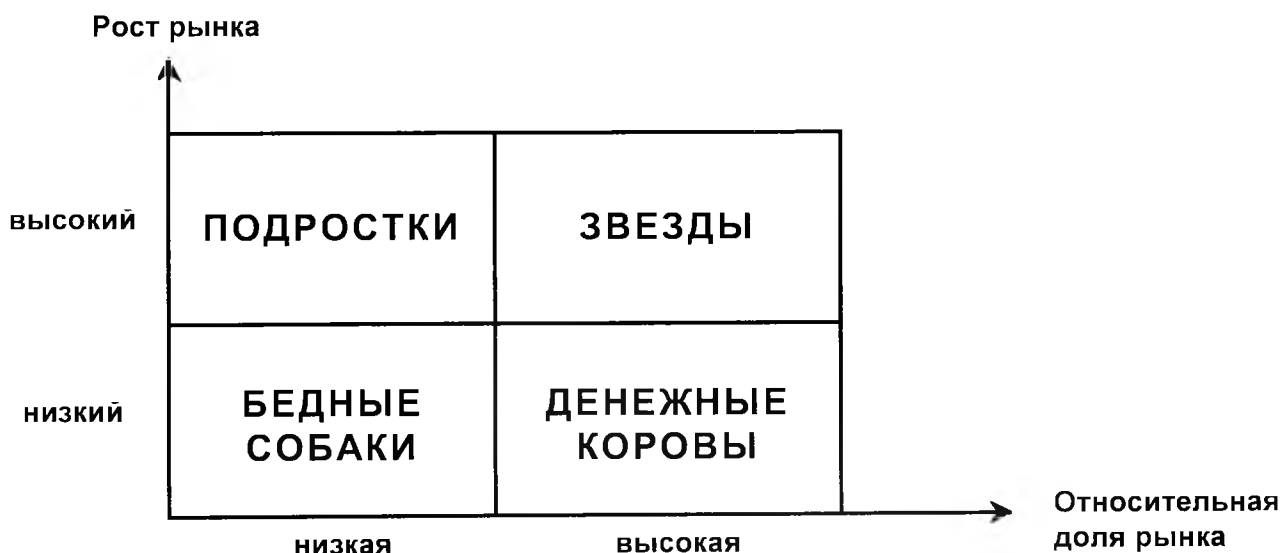 Рост рынка
высокий
ПОДРОСТКИ
ЗВЕЗДЫ
низкий
БЕДНЫЕ
СОБАКИ
ДЕНЕЖНЫЕ
КОРОВЫ
низкая
высокая
Относительная
доля рынка